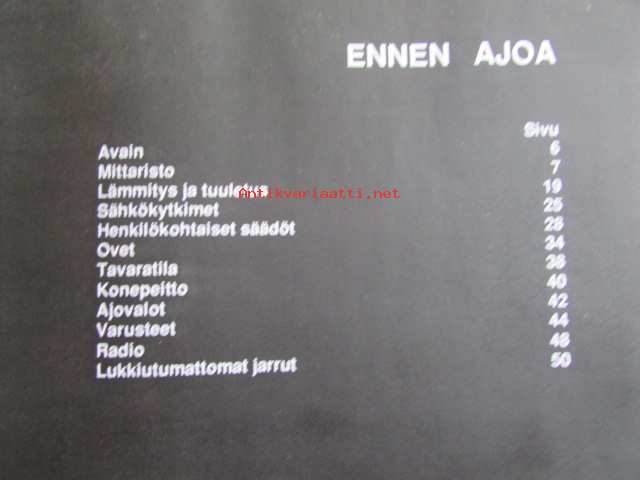 ENNEN AJOA
Sivu
Avain 6
Mittaristo 7
Lämmitys ja tuuletus 19
Antikvariaatti.net
Sähkökytkimet 25
Henkilökohtaiset säädöt 28
Ovet 34
Tavaratila 38
Konepeitto 40
Ajovalot 42
Varusteet 44
Radio 48
Lukkiutumattomat jarrut 50